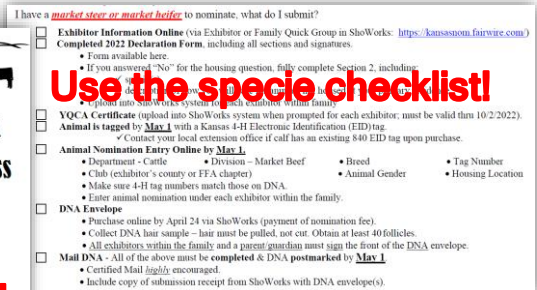 I have a market steer or market heifer to nominate, what do I submit?
Exhibitor Information Online (via Exhibitor or Family Quick Group in ShoWorks: https://kansasnom.fairwire.com/)
Completed 2022 Declaration Form, including all sections and signatures.
• Form available here.
• If you answered "No" for the housing question, fully complete Section 2, including:
Use the specie checklist!
• Upload into ShoWorks system for each exhibitor within family
YQCA Certificate (upload into ShoWorks system when prompted for each exhibitor; must be valid thru 10/2/2022).
Animal is tagged by May 1 with a Kansas 4-H Electronic Identification (EID) tag.
✓ Contact your local extension office if calf has an existing 840 EID tag upon purchase.
Animal Nomination Entry Online by May 1.
• Department - Cattle • Division – Market Beef • Breed • Tag Number
• Club (exhibitor's county or FFA chapter) • Animal Gender • Housing Location
• Make sure 4-H tag numbers match those on DNA.
• Enter animal nomination under each exhibitor within the family.
DNA Envelope
• Purchase online by April 24 via ShoWorks (payment of nomination fee).
• Collect DNA hair sample – hair must be pulled, not cut. Obtain at least 40 follicles.
• All exhibitors within the family and a parent/guardian must sign the front of the DNA envelope.
Mail DNA - All of the above must be completed & DNA postmarked by May 1.
• Certified Mail highly encouraged.
• Include copy of submission receipt from ShoWorks with DNA envelope(s).